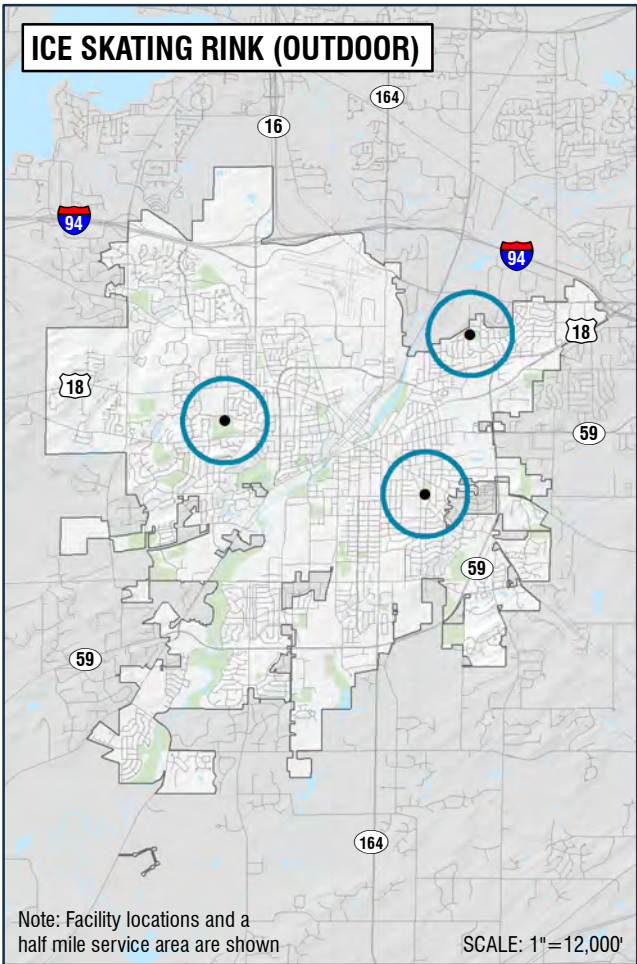 ICE SKATING RINK (OUTDOOR)
164
16
94
94
18
18
59
59
59
164
Note: Facility locations and a
half mile service area are shown
SCALE: 1"=12,000'